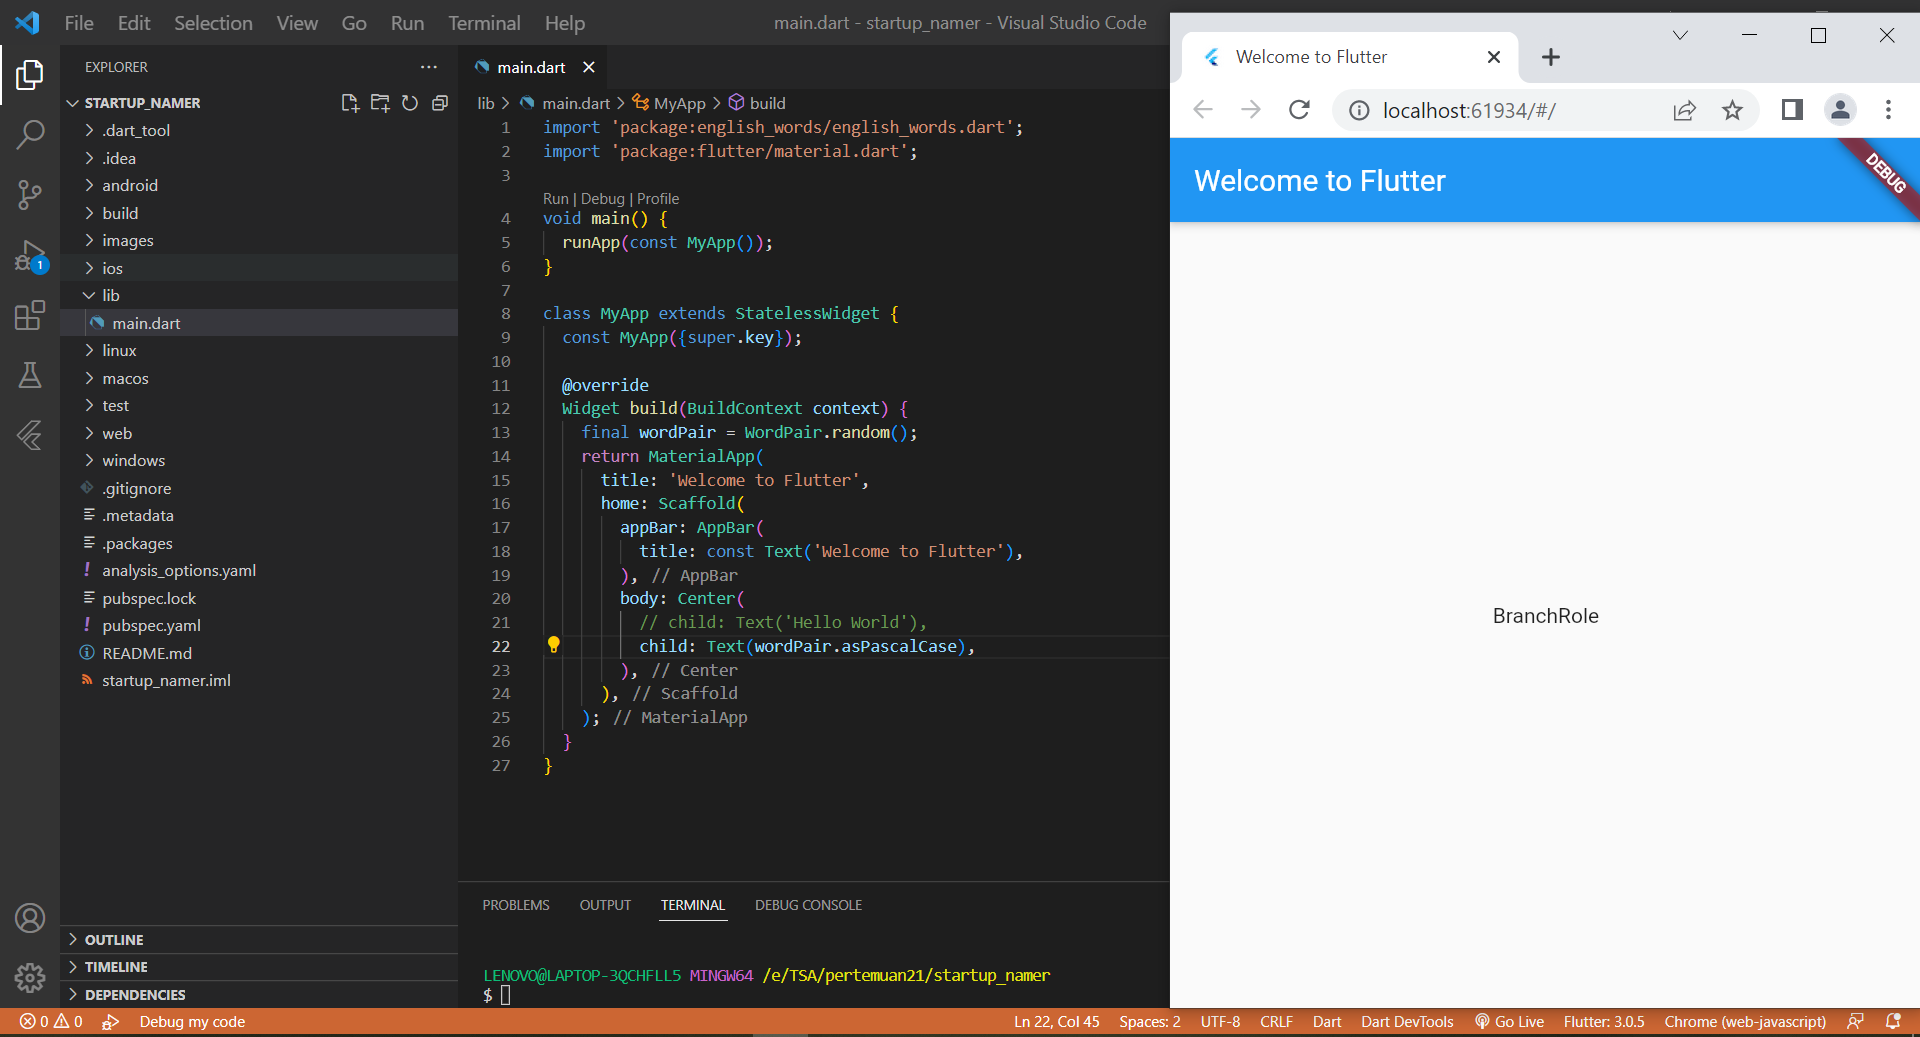 File Edit Selection View Go Run Terminal Help
main.dart - startup_namer - Visual Studio Code
EXPLORER
STARTUP_NAMER
.dart_tool
.idea
android
build
images
ios
lib
main.dart
linux
macos
test
web
windows
.gitignore
.metadata
.packages
analysis_options.yaml
pubspec.lock
pubspec.yaml
README.md
startup_namer.iml
OUTLINE
TIMELINE
DEPENDENCIES
1
main.dart
lib > main.dart > MyApp > build
1 import 'package:english_words/english_words.dart';
2 import 'package:flutter/material.dart';
3
Run | Debug | Profile
4 void main() {
5 runApp(const MyApp());
6 }
7
8 class MyApp extends StatelessWidget {
9 const MyApp({super.key});
10
11 @override
12 Widget build(BuildContext context) {
13 final wordPair = WordPair.random();
14 return MaterialApp(
15 title: 'Welcome to Flutter',
16 home: Scaffold(
17 appBar: AppBar(
18 title: const Text('Welcome to Flutter'),
19 ), // AppBar
20 body: Center(
21 // child: Text('Hello World'),
22 child: Text(wordPair.asPascalCase),
23 ), // Center
24 ), // Scaffold
25 ); // MaterialApp
26 }
27 }
PROBLEMS OUTPUT TERMINAL DEBUG CONSOLE
LENOVO@LAPTOP-3QCHFLL5 MINGW64 /e/TSA/pertemuan21/startup_namer
$
Welcome to Flutter
localhost:61934/#/
Welcome to Flutter
DEBUG
BranchRole
0 0 Debug my code Ln 22, Col 45 Spaces: 2 UTF-8 CRLF Dart Dart DevTools Go Live Flutter: 3.0.5 Chrome (web-javascript)